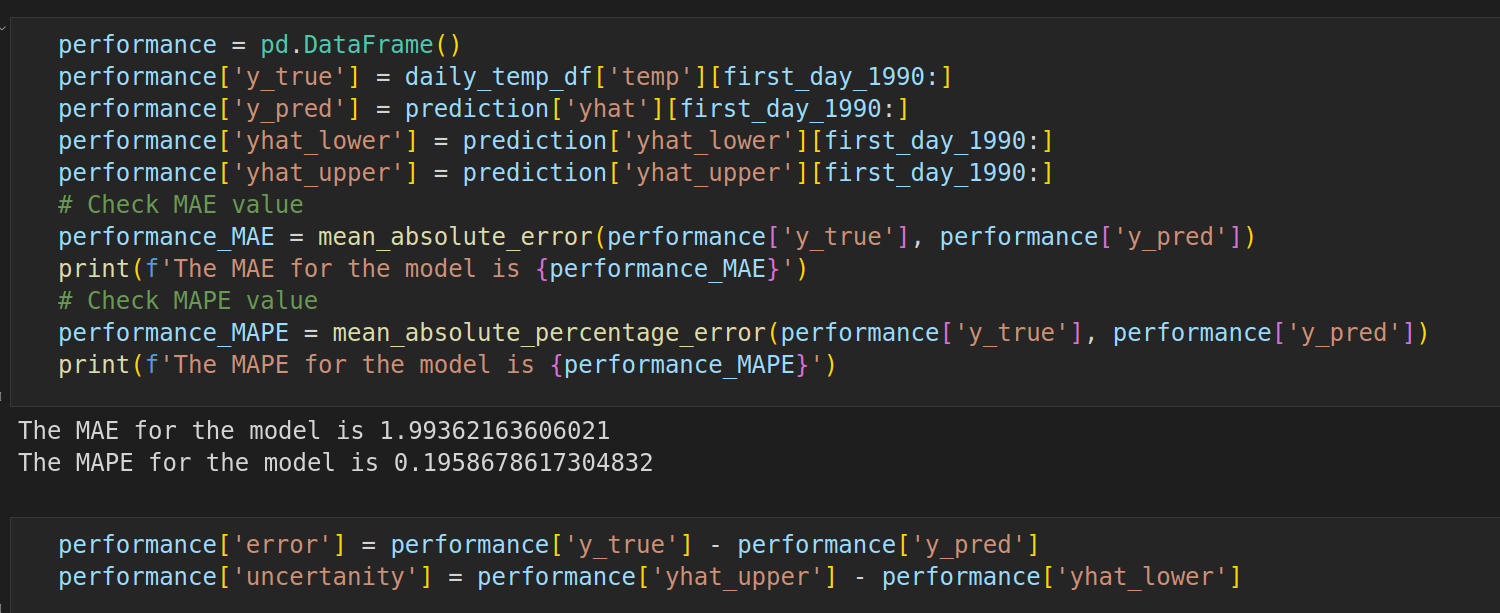 performance = pd.DataFrame()
performance['y_true'] = daily_temp_df['temp'][first_day_1990:]
performance['y_pred'] = prediction['yhat'][first_day_1990:]
performance['yhat_lower'] = prediction['yhat_lower'][first_day_1990:]
performance['yhat_upper'] = prediction['yhat_upper'][first_day_1990:]
# Check MAE value
performance_MAE = mean_absolute_error(performance['y_true'], performance['y_pred'])
print(f'The MAE for the model is {performance_MAE}')
# Check MAPE value
performance_MAPE = mean_absolute_percentage_error(performance['y_true'], performance['y_pred'])
print(f'The MAPE for the model is {performance_MAPE}')
The MAE for the model is 1.99362163606021
The MAPE for the model is 0.1958678617304832
performance['error'] = performance['y_true'] - performance['y_pred']
performance['uncertanity'] = performance['yhat_upper'] - performance['yhat_lower']